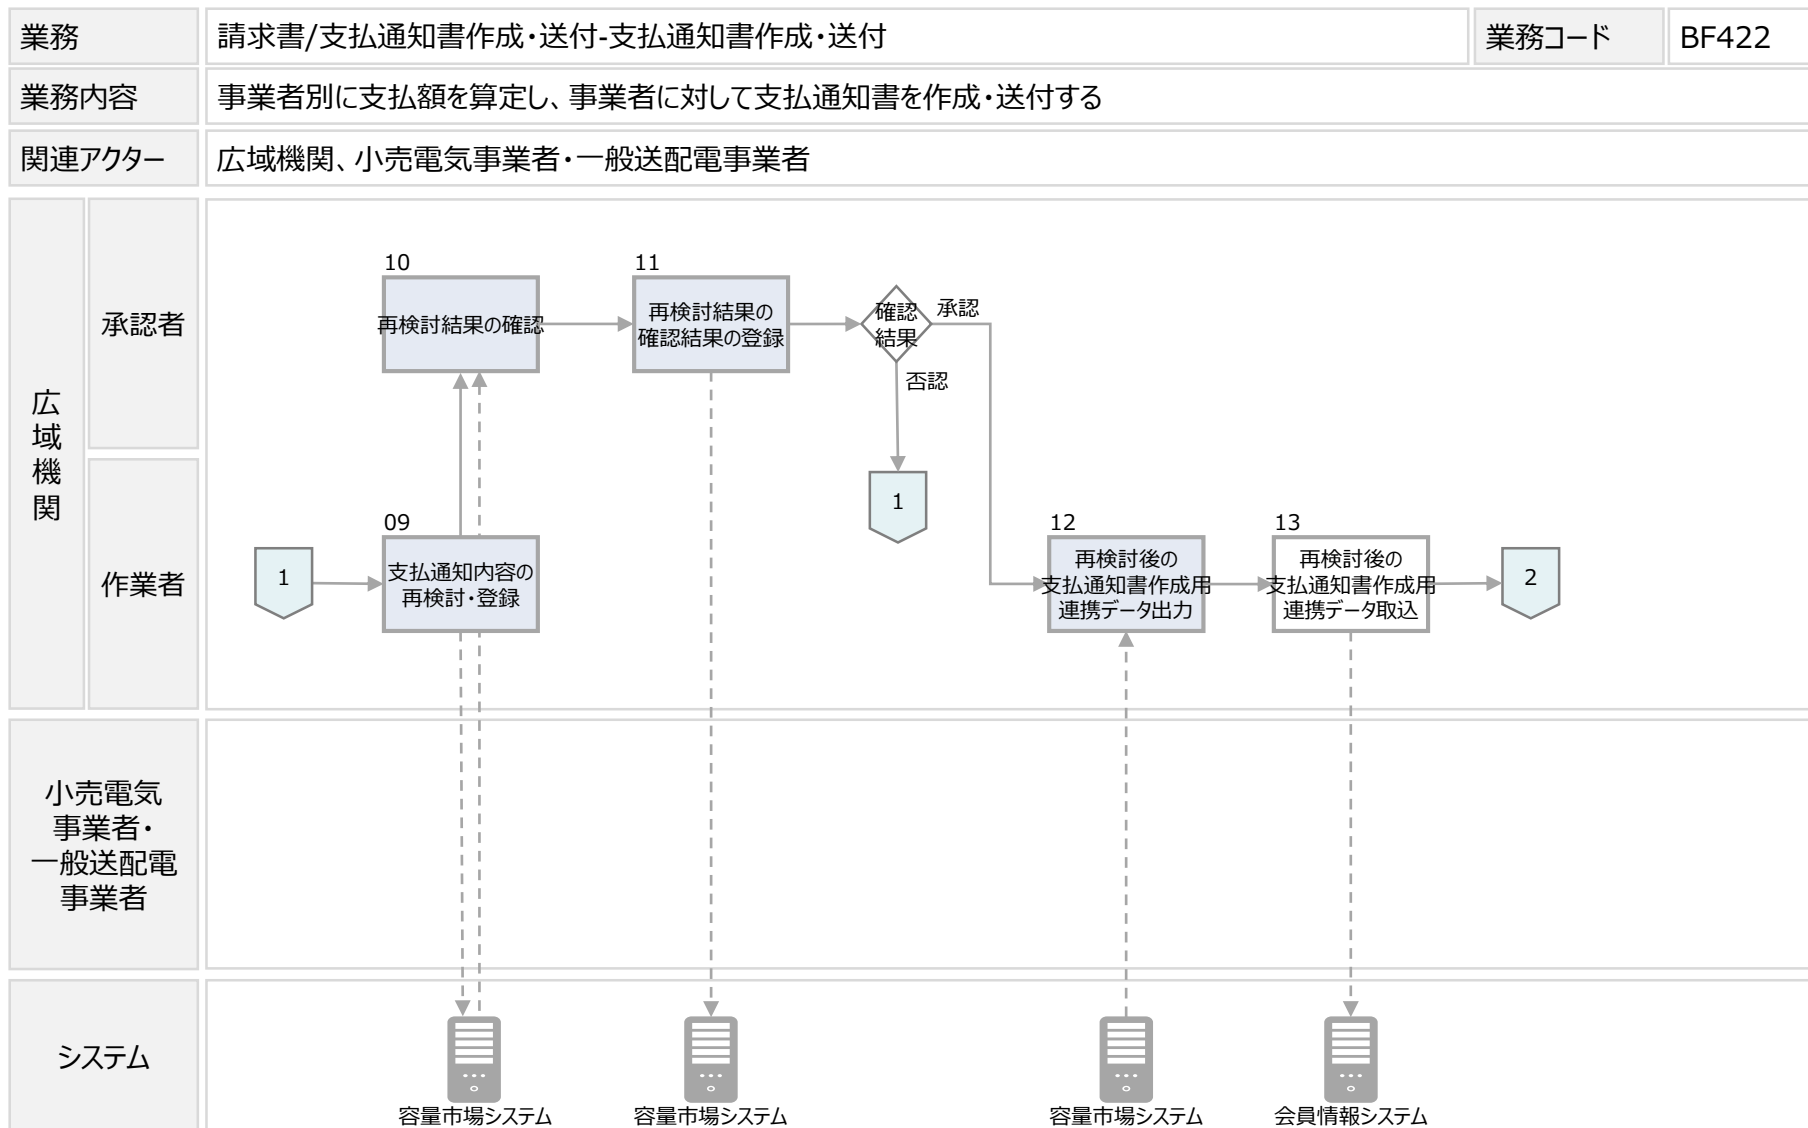 業務
請求書/支払通知書作成・送付-支払通知書作成・送付
業務コード
BF422
業務内容
事業者別に支払額を算定し、事業者に対して支払通知書を作成・送付する
関連アクター
広域機関、小売電気事業者・一般送配電事業者
広
域
機
関
承認者
10
再検討結果の確認
11
再検討結果の
確認結果の登録
確認
結果
承認
否認
1
作業者
1
09
支払通知内容の
再検討・登録
12
再検討後の
支払通知書作成用
連携データ出力
13
再検討後の
支払通知書作成用
連携データ取込
2
小売電気
事業者・
一般送配電
事業者
システム
容量市場システム
容量市場システム
容量市場システム
会員情報システム